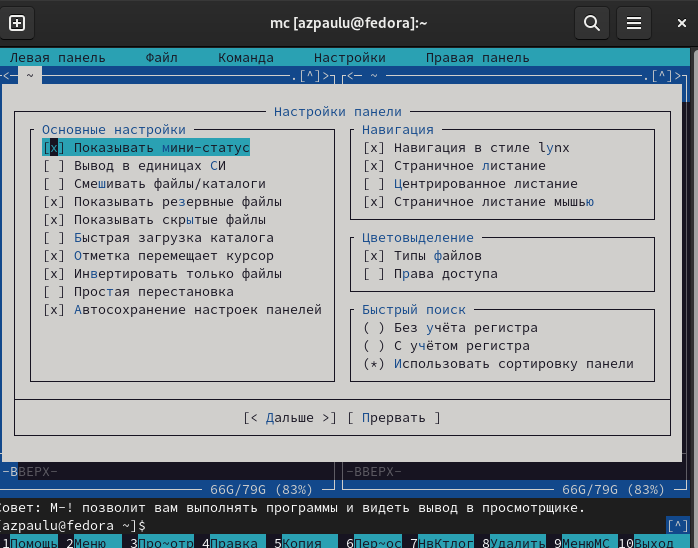 mc [azpaulu@fedora]:~
Левая панель Файл Команда Настройки Правая панель
<— ~ .[^]> <— ~ .[^]>
Настройки панели
Основные настройки
[x] Показывать мини-статус
[ ] Вывод в единицах СИ
[ ] Смешивать файлы/каталоги
[x] Показывать резервные файлы
[x] Показывать скрытые файлы
[ ] Быстрая загрузка каталога
[x] Отметка перемещает курсор
[x] Инвертировать только файлы
[ ] Простая перестановка
[x] Автосохранение настроек панелей
Навигация
[x] Навигация в стиле lynx
[x] Страничное листание
[ ] Центрированное листание
[x] Страничное листание мышью
Цветовыделение
[x] Типы файлов
[ ] Права доступа
Быстрый поиск
( ) Без учёта регистра
( ) С учётом регистра
(*) Использовать сортировку панели
[< Дальше >] [ Прервать ]
-ВВЕРХ- -ВВЕРХ-
66G/79G (83%) 66G/79G (83%)
Совет: M-! позволит вам выполнять программы и видеть вывод в просмотрщике.
[azpaulu@fedora ~]$ [^]
1Помощь 2Меню 3Про~отр 4Правка 5Копия 6Пер~ос 7НвКтлог 8Удалить 9МенюМС 10Выход